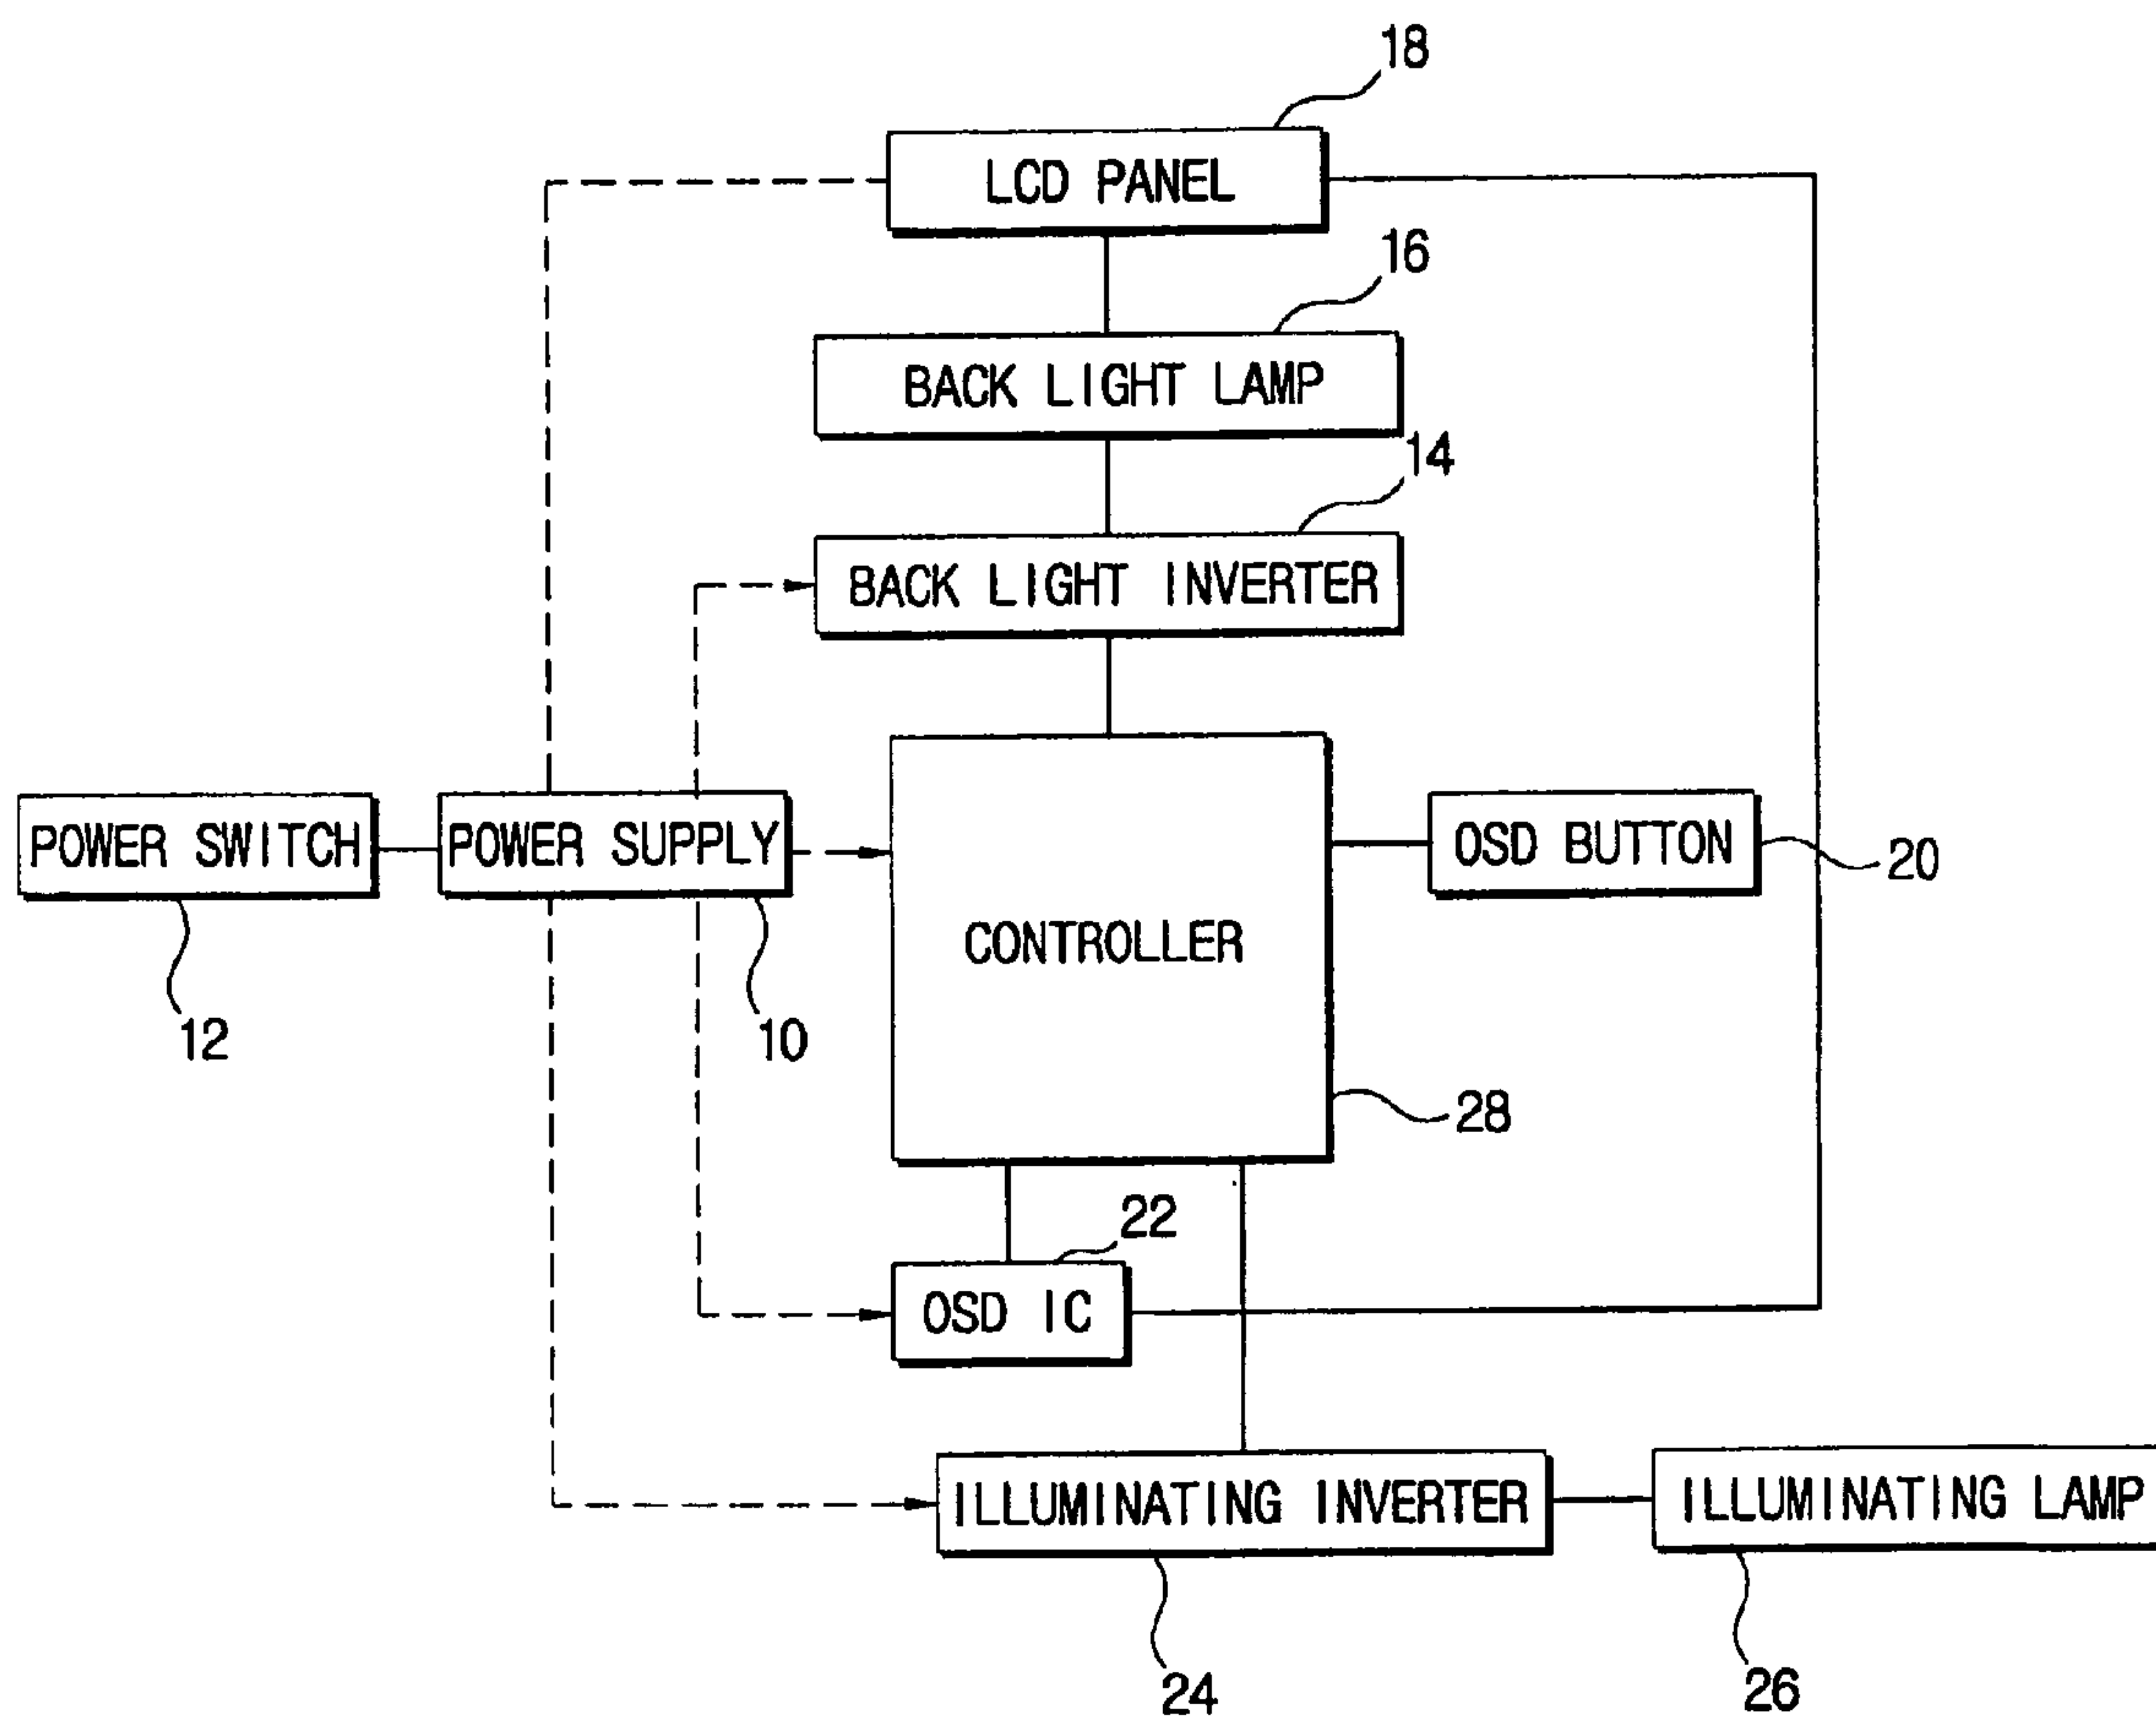 18
LCD PANEL
16
BACK LIGHT LAMP
14
BACK LIGHT INVERTER
POWER SWITCH
POWER SUPPLY
OSD BUTTON
20
CONTROLLER
12
10
28
22
OSD IC
ILLUMINATING INVERTER
ILLUMINATING LAMP
24
26